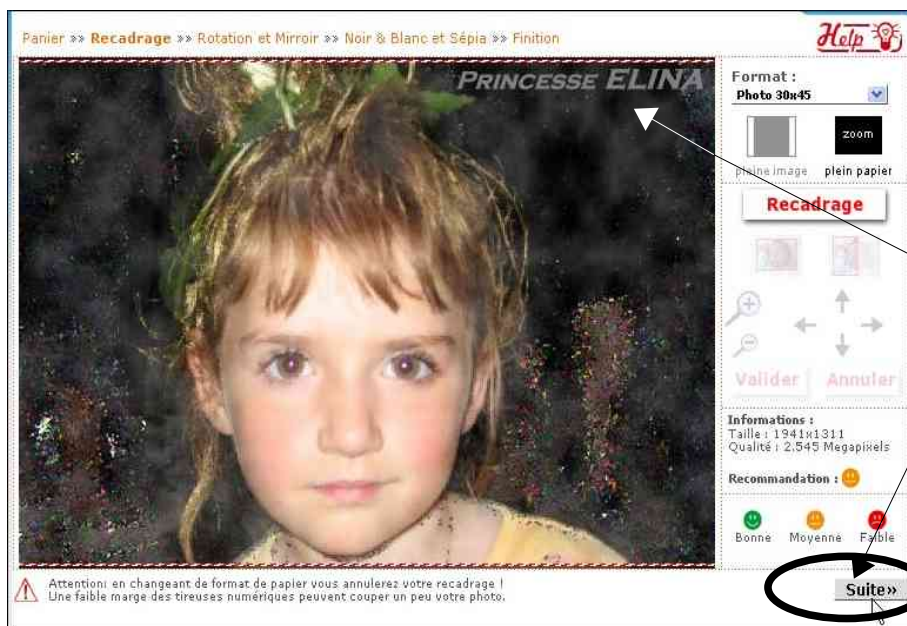 Panier »» Recadrage »» Rotation et Mirroir »» Noir & Blanc et Sépia »» Finition
Help
PRINCESSE ELINA
Format :
Photo 30x45
zoom
pleine image plein papier
Recadrage
Valider Annuler
Informations :
Taille : 1941x1311
Qualité : 2.545 Megapixels
Recommandation :
Bonne Moyenne Faible
Attention: en changeant de format de papier vous annulerez votre recadrage !
Une faible marge des tireuses numériques peuvent couper un peu votre photo.
Suite»